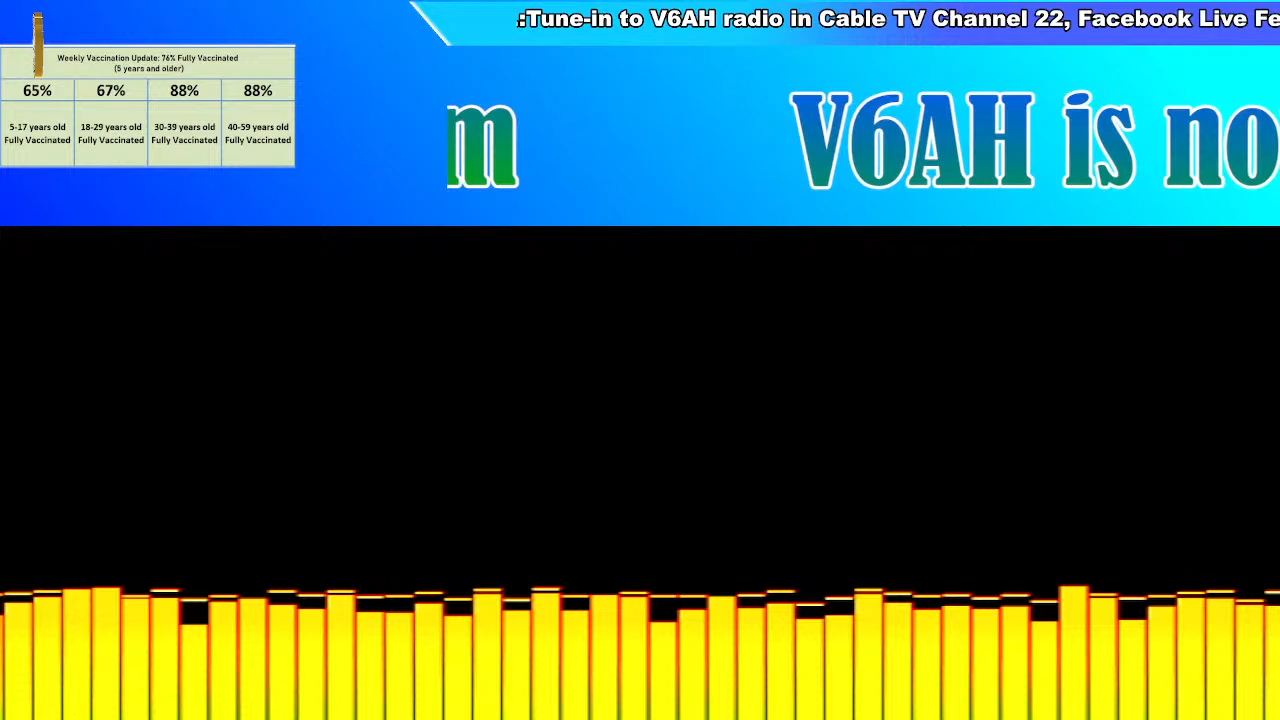 :Tune-in to V6AH radio in Cable TV Channel 22, Facebook Live Fe
Weekly Vaccination Update: 76% Fully Vaccinated
(5 years and older)
65% 67% 88% 88%
5-17 years old 18-29 years old 30-39 years old 40-59 years old
Fully Vaccinated Fully Vaccinated Fully Vaccinated Fully Vaccinated
m V6AH is no